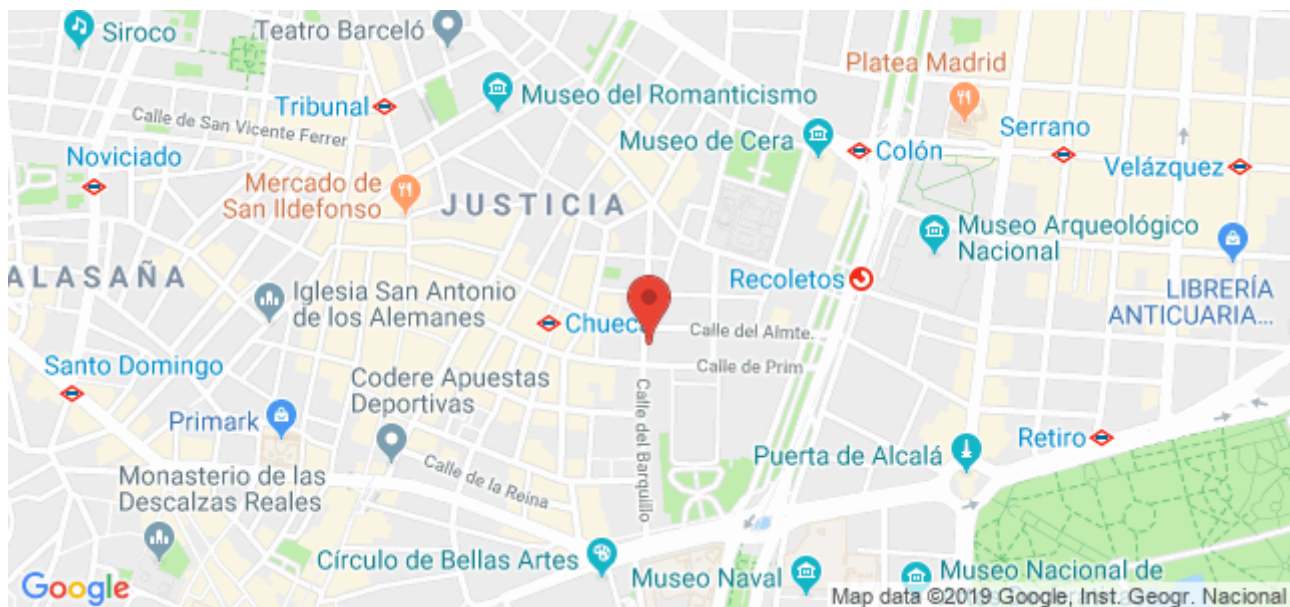 Siroco
Teatro Barceló
Platea Madrid
Tribunal
Museo del Romanticismo
Calle de San Vicente Ferrer
Museo de Cera
Colón
Serrano
Noviciado
Velázquez
Mercado de
San Ildefonso
JUSTICIA
Museo Arqueológico
Nacional
ALASAÑA
Recoletos
Iglesia San Antonio
de los Alemanes
LIBRERÍA
ANTICUARIA...
Chueca
Calle del Almte.
Calle de Prim
Santo Domingo
Codere Apuestas
Deportivas
Calle del Barquillo
Primark
Retiro
Puerta de Alcalá
Calle de la Reina
Monasterio de las
Descalzas Reales
Círculo de Bellas Artes
Museo Naval
Museo Nacional de
Google
Map data ©2019 Google, Inst. Geogr. Nacional